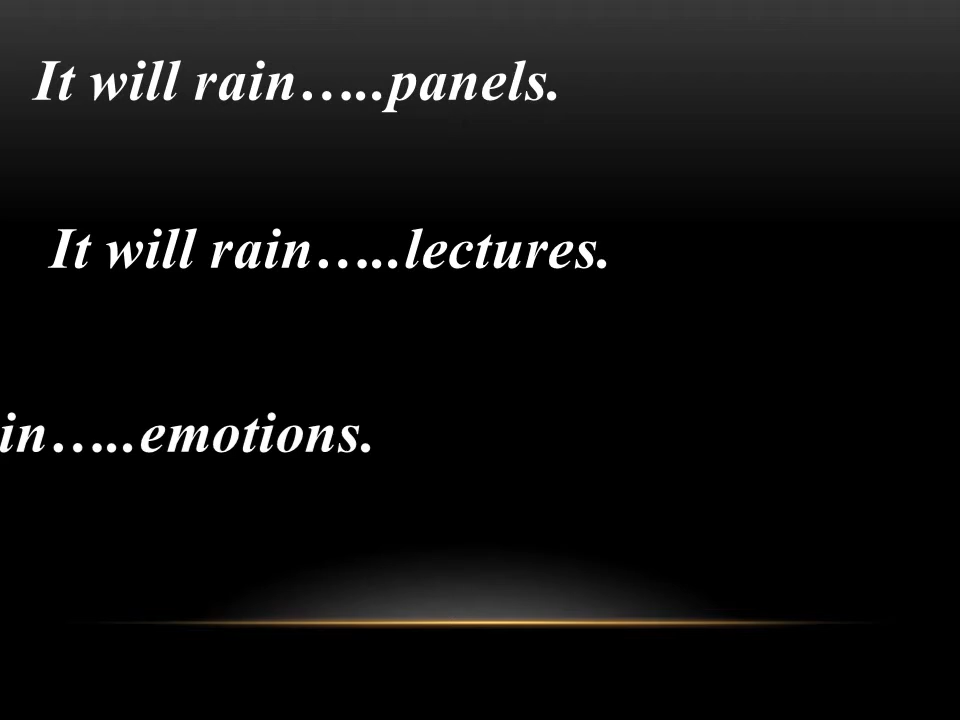 It will rain…..panels.
It will rain…..lectures.
in…..emotions.